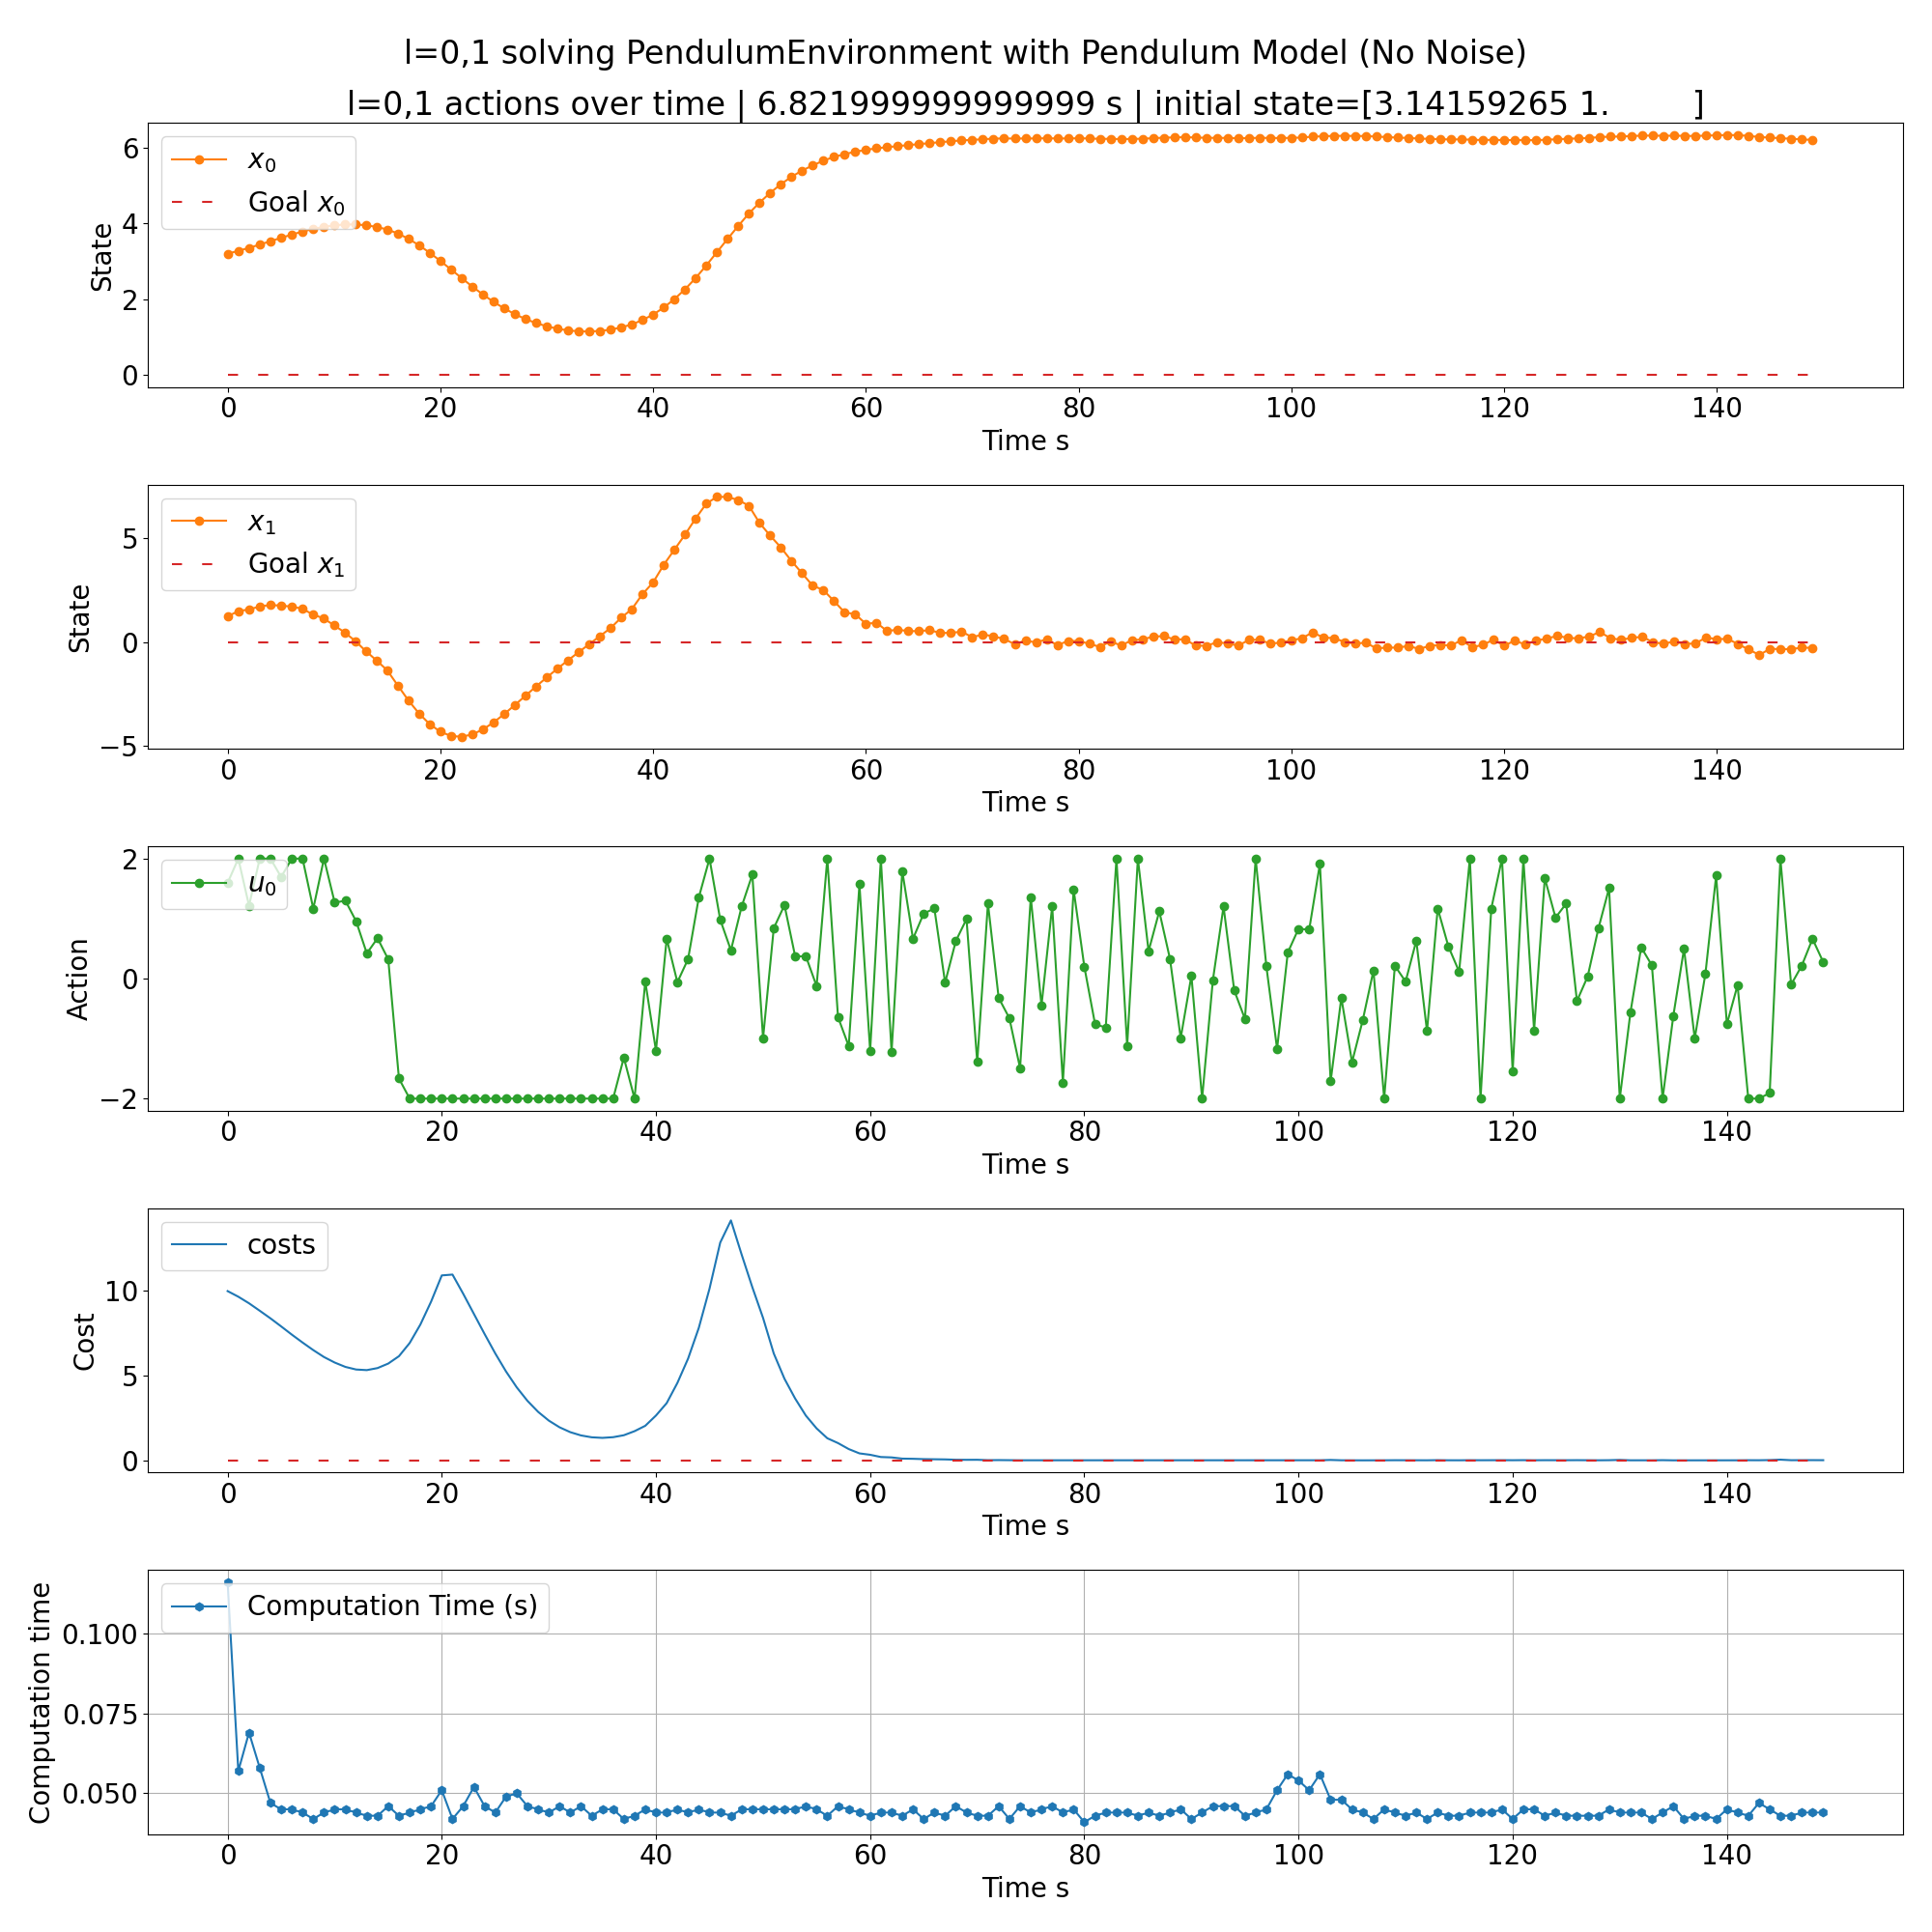 l=0,1 solving PendulumEnvironment with Pendulum Model (No Noise)
l=0,1 actions over time | 6.821999999999999 s | initial state=[3.14159265 1.        ]
x₀
Goal x₀
State
6
4
2
0
0 20 40 60 80 100 120 140
Time s
x₁
Goal x₁
State
5
0
−5
0 20 40 60 80 100 120 140
Time s
u₀
Action
2
0
−2
0 20 40 60 80 100 120 140
Time s
costs
Cost
10
5
0
0 20 40 60 80 100 120 140
Time s
Computation Time (s)
Computation time
0.100
0.075
0.050
0 20 40 60 80 100 120 140
Time s